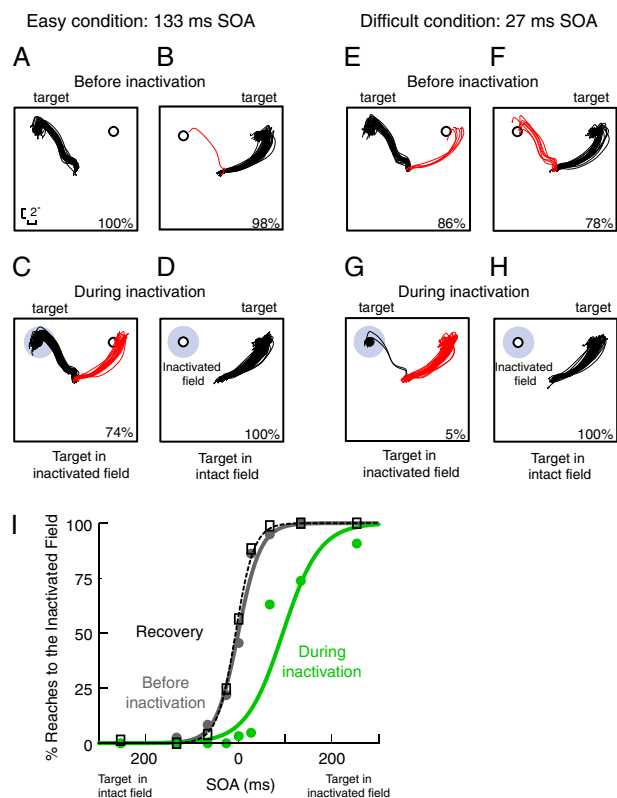 Easy condition: 133 ms SOA
Difficult condition: 27 ms SOA
A
B
E
F
Before inactivation
Before inactivation
target
target
target
target
2°
100%
98%
86%
78%
C
D
G
H
During inactivation
During inactivation
target
target
target
target
Inactivated
field
Inactivated
field
74%
100%
5%
100%
Target in
inactivated field
Target in
intact field
Target in
inactivated field
Target in
intact field
I
% Reaches to the Inactivated Field
100
75
50
25
0
Recovery
Before
inactivation
During
inactivation
200
0
200
Target in
intact field
SOA (ms)
Target in
inactivated field